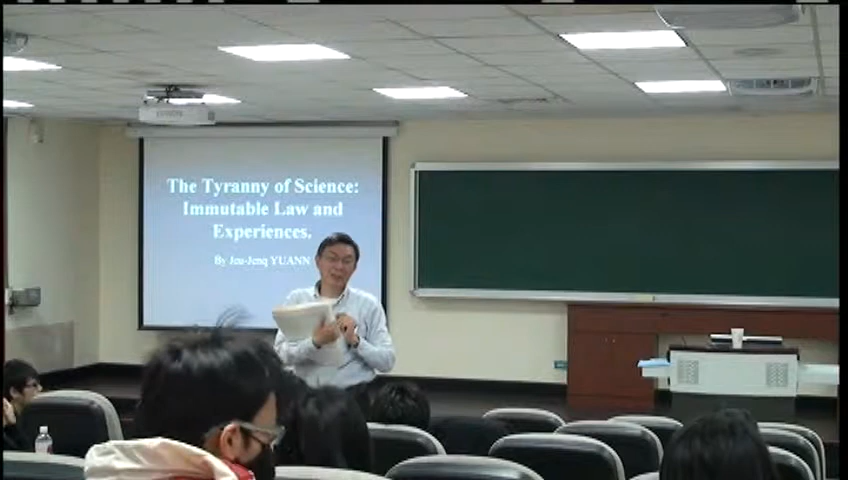 The Tyranny of Science:
Immutable Law and
Experiences.
By Jeu-Jenq YUANN